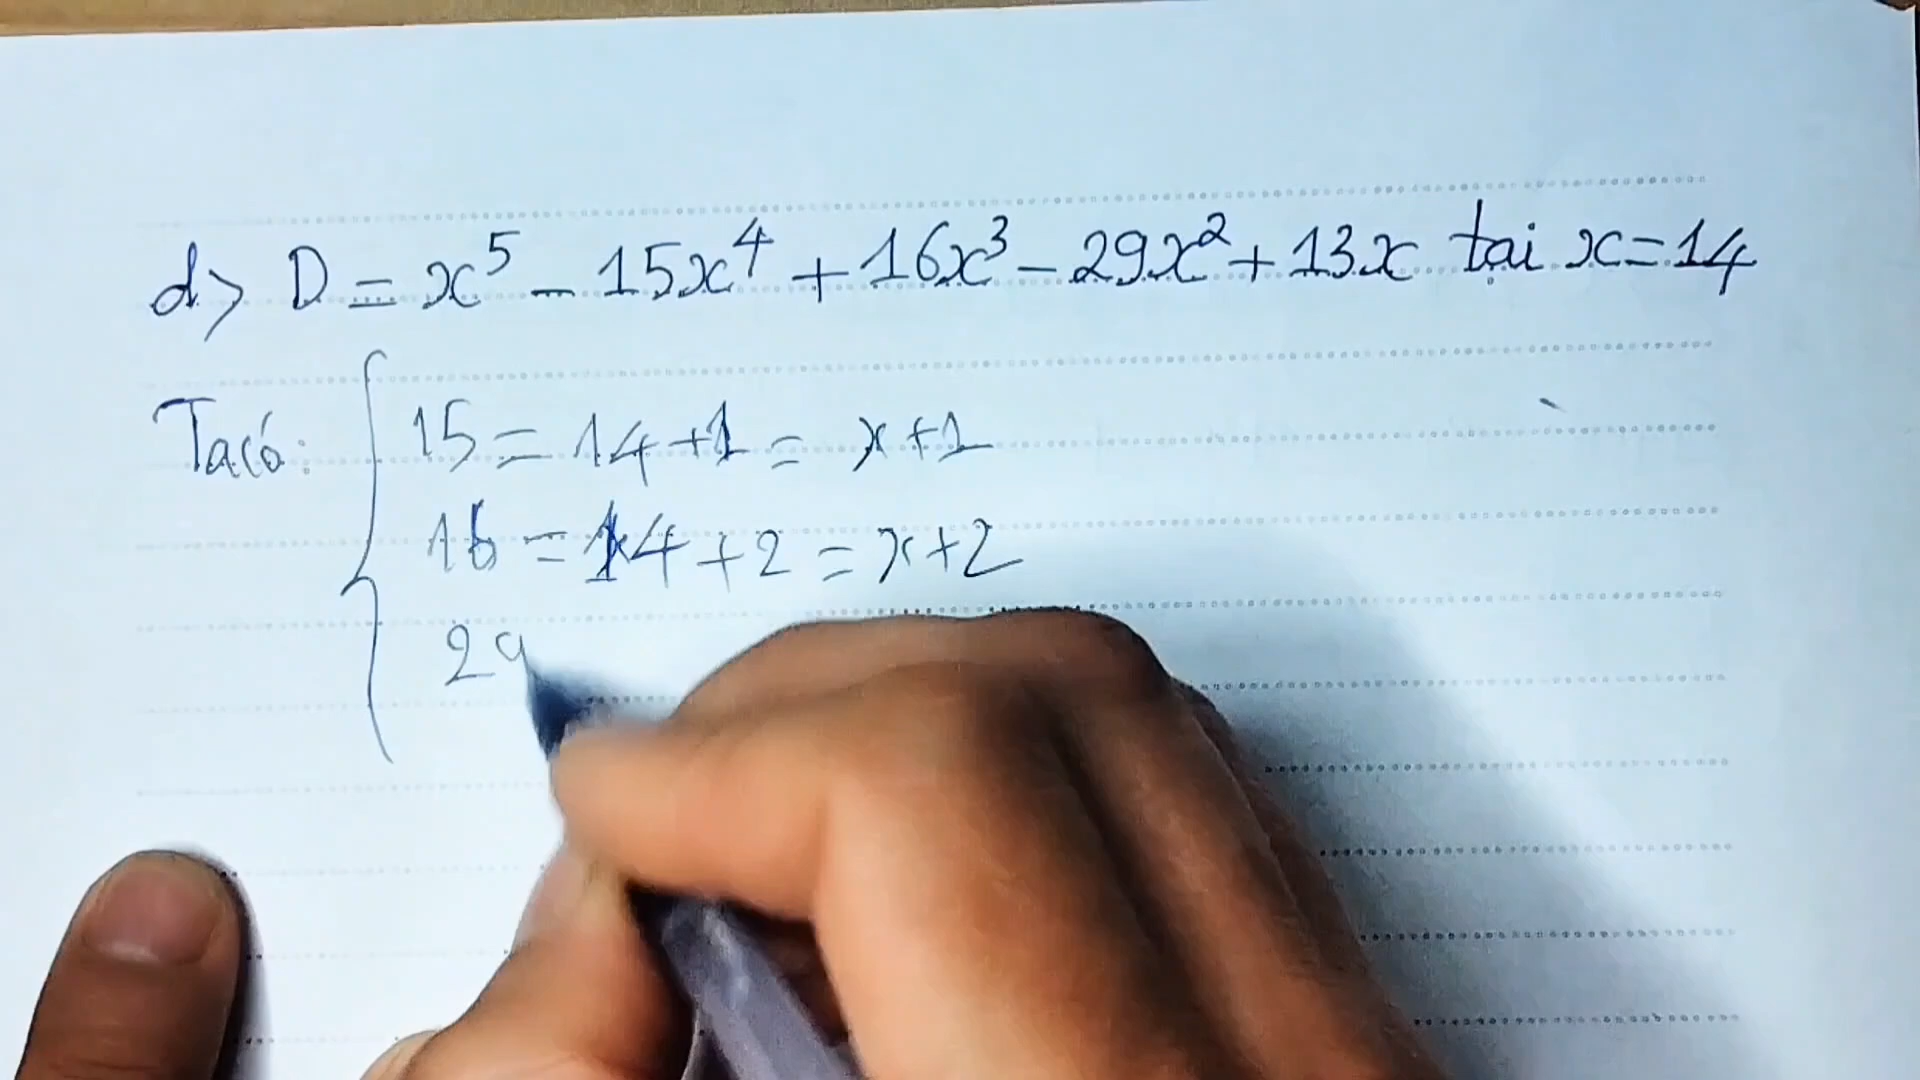 d> D = x⁵ - 15x⁴ + 16x³ - 29x² + 13x tại x = 14
Ta có: 15 = 14 + 1 = x + 1
16 = 14 + 2 = x + 2
29